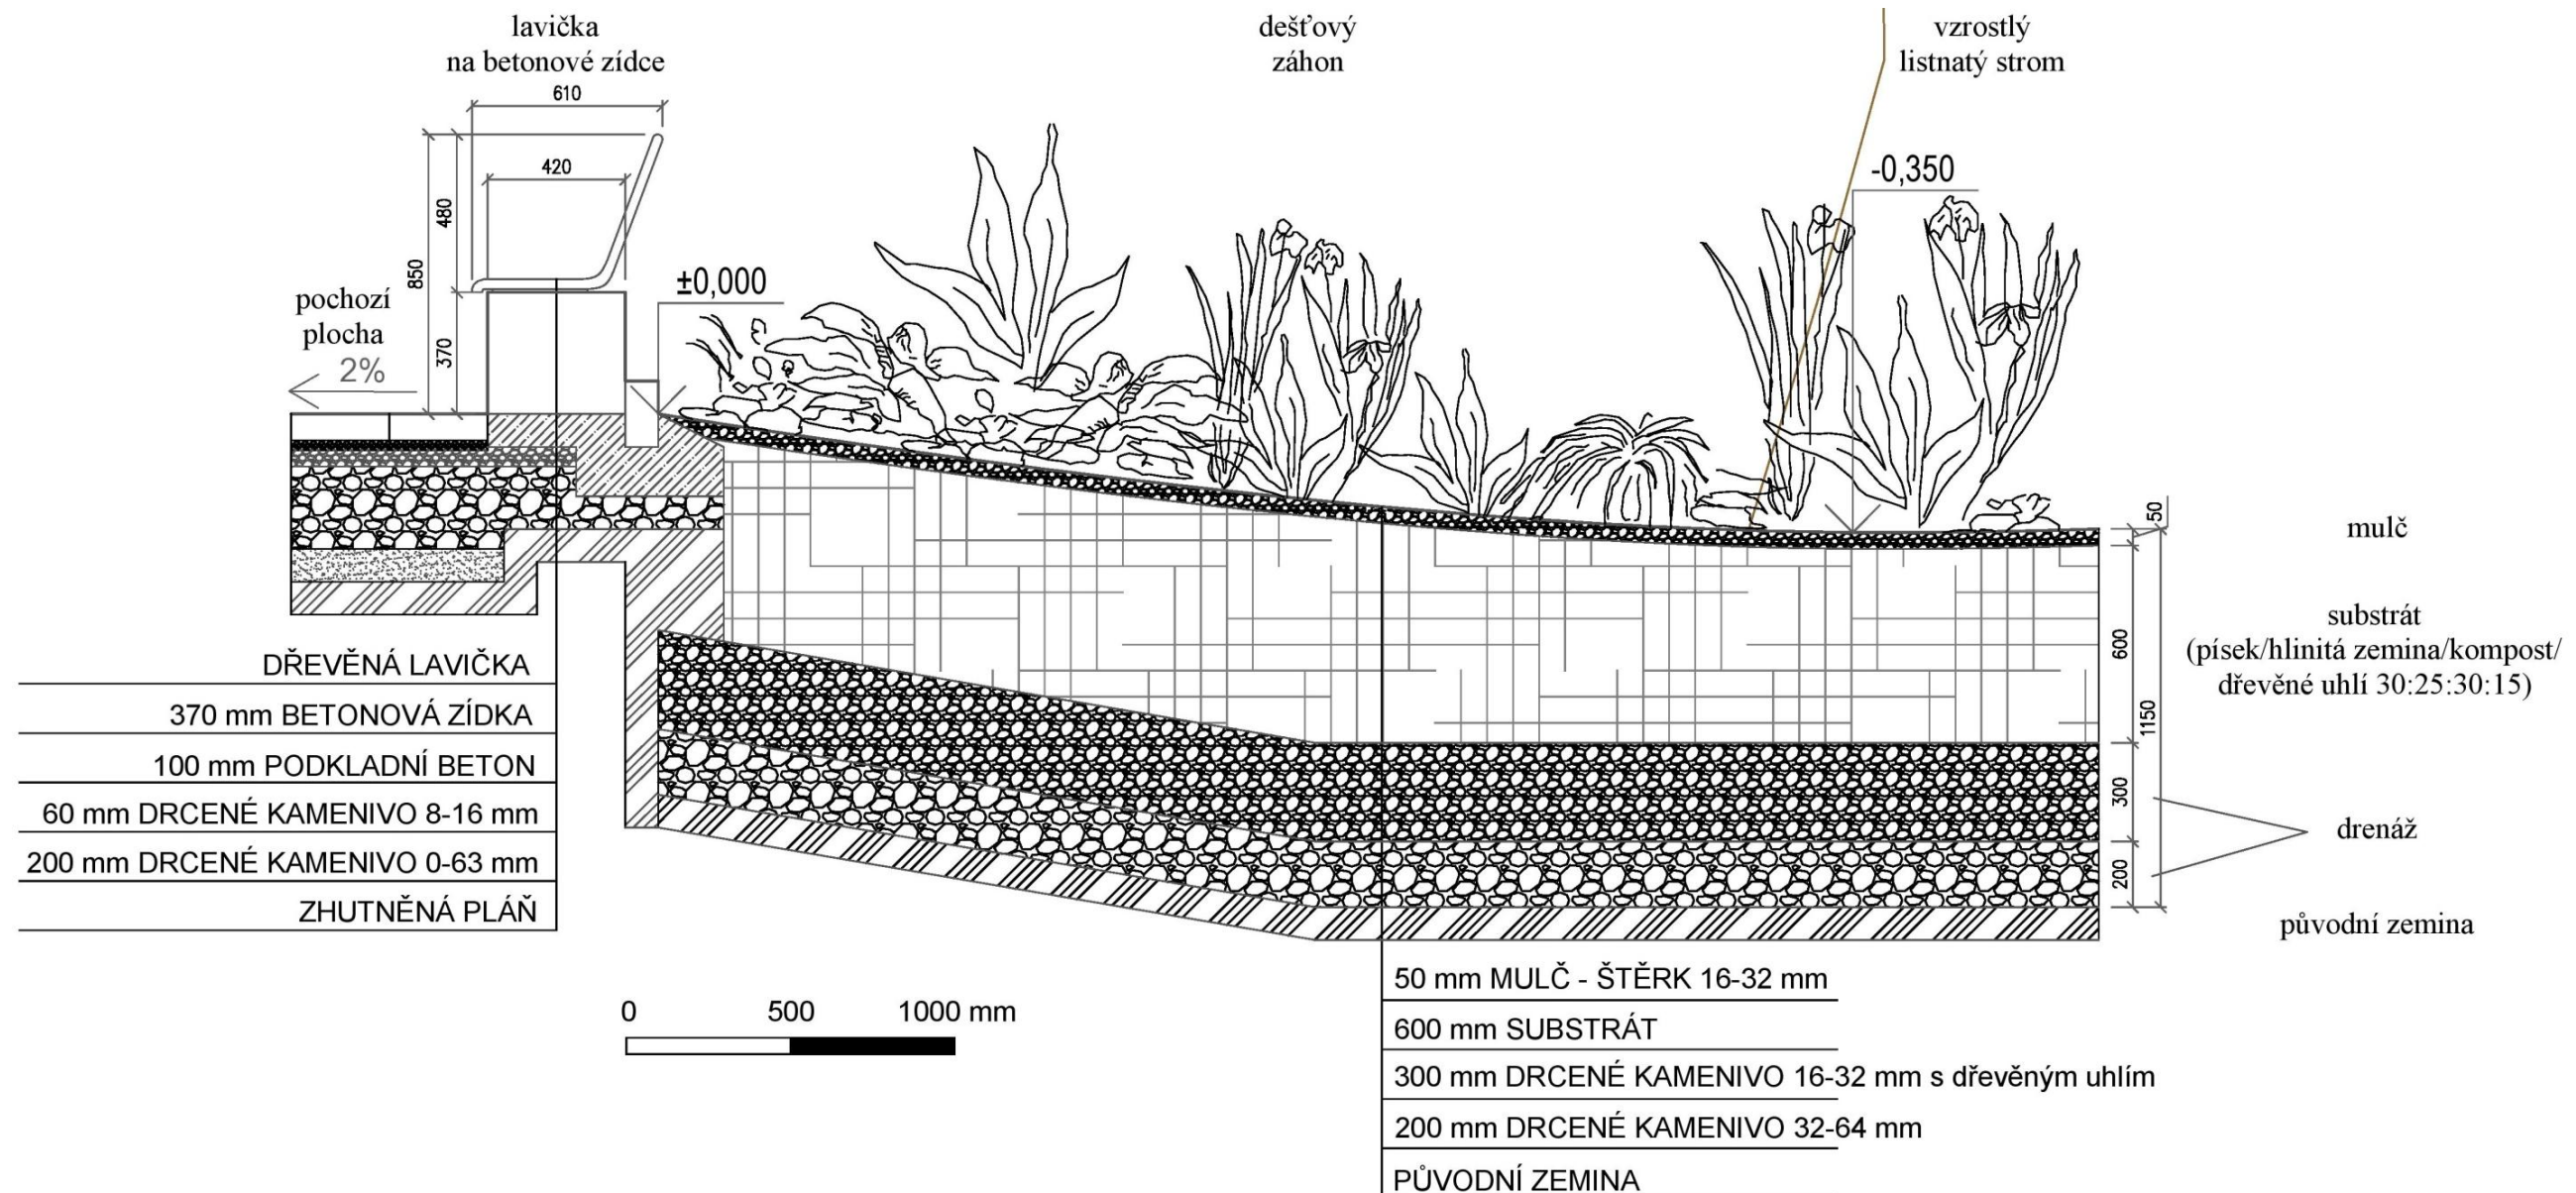 lavička
na betonové zídce
dešťový
záhon
vzrostlý
listnatý strom
610
420
480
850
370
-0,350
±0,000
pochozí
plocha
2%
50
mulč
substrát
(písek/hlinitá zemina/kompost/
dřevěné uhlí 30:25:30:15)
600
1150
300
drenáž
200
původní zemina
DŘEVĚNÁ LAVIČKA
370 mm BETONOVÁ ZÍDKA
100 mm PODKLADNÍ BETON
60 mm DRCENÉ KAMENIVO 8-16 mm
200 mm DRCENÉ KAMENIVO 0-63 mm
ZHUTNĚNÁ PLÁŇ
0 500 1000 mm
50 mm MULČ - ŠTĚRK 16-32 mm
600 mm SUBSTRÁT
300 mm DRCENÉ KAMENIVO 16-32 mm s dřevěným uhlím
200 mm DRCENÉ KAMENIVO 32-64 mm
PŮVODNÍ ZEMINA